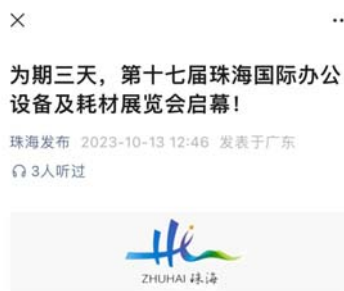 为期三天，第十七届珠海国际办公
设备及耗材展览会启幕！
珠海发布 2023-10-13 12:46 发表于广东
3人听过
Hi
ZHUHAI 珠海